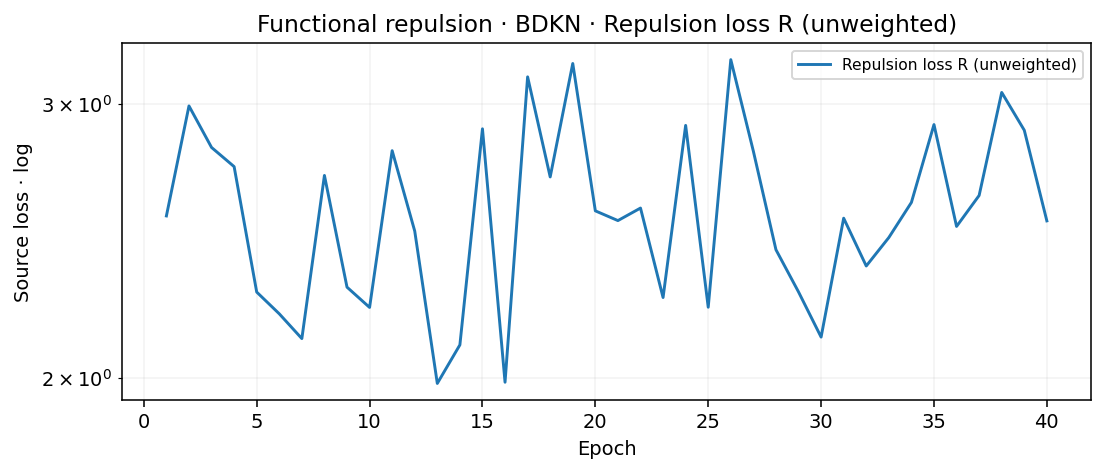 Functional repulsion · BDKN · Repulsion loss R (unweighted)
Repulsion loss R (unweighted)
3 × 10⁰
2 × 10⁰
Source loss · log
0 5 10 15 20 25 30 35 40
Epoch